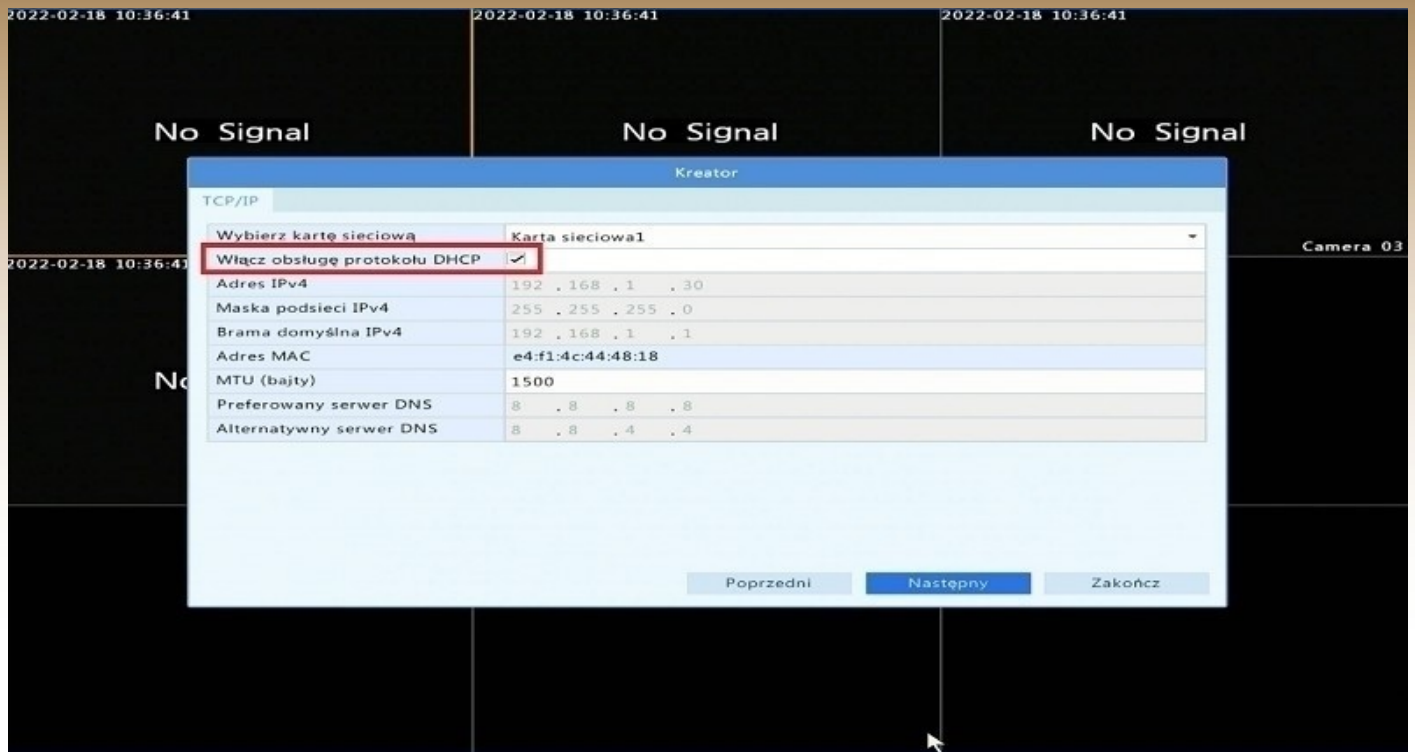 2022-02-18 10:36:41
2022-02-18 10:36:41
2022-02-18 10:36:41
No Signal
No Signal
No Signal
Kreator
TCP/IP
Wybierz kartę sieciową Karta sieciowa1
Camera 03
2022-02-18 10:36:41
Włącz obsługę protokołu DHCP
Adres IPv4 192 . 168 . 1 . 30
Maska podsieci IPv4 255 . 255 . 255 . 0
Brama domyślna IPv4 192 . 168 . 1 . 1
Adres MAC e4:f1:4c:44:48:18
No
MTU (bajty) 1500
Preferowany serwer DNS 8 . 8 . 8 . 8
Alternatywny serwer DNS 8 . 8 . 4 . 4
Poprzedni Następny Zakończ